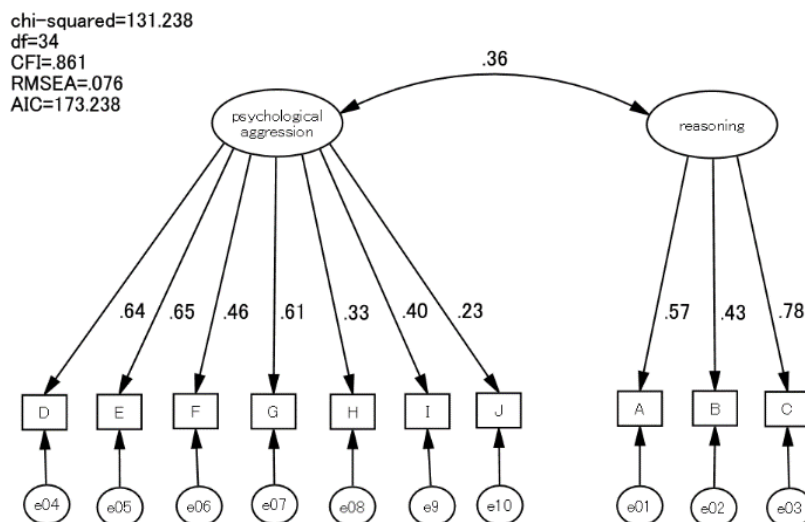 chi-squared=131.238
df=34
CFI=.861
RMSEA=.076
AIC=173.238
.36
psychological
aggression
reasoning
.64 .65 .46 .61 .33 .40 .23 .57 .43 .78
D E F G H I J A B C
e04 e05 e06 e07 e08 e9 e10 e01 e02 e03